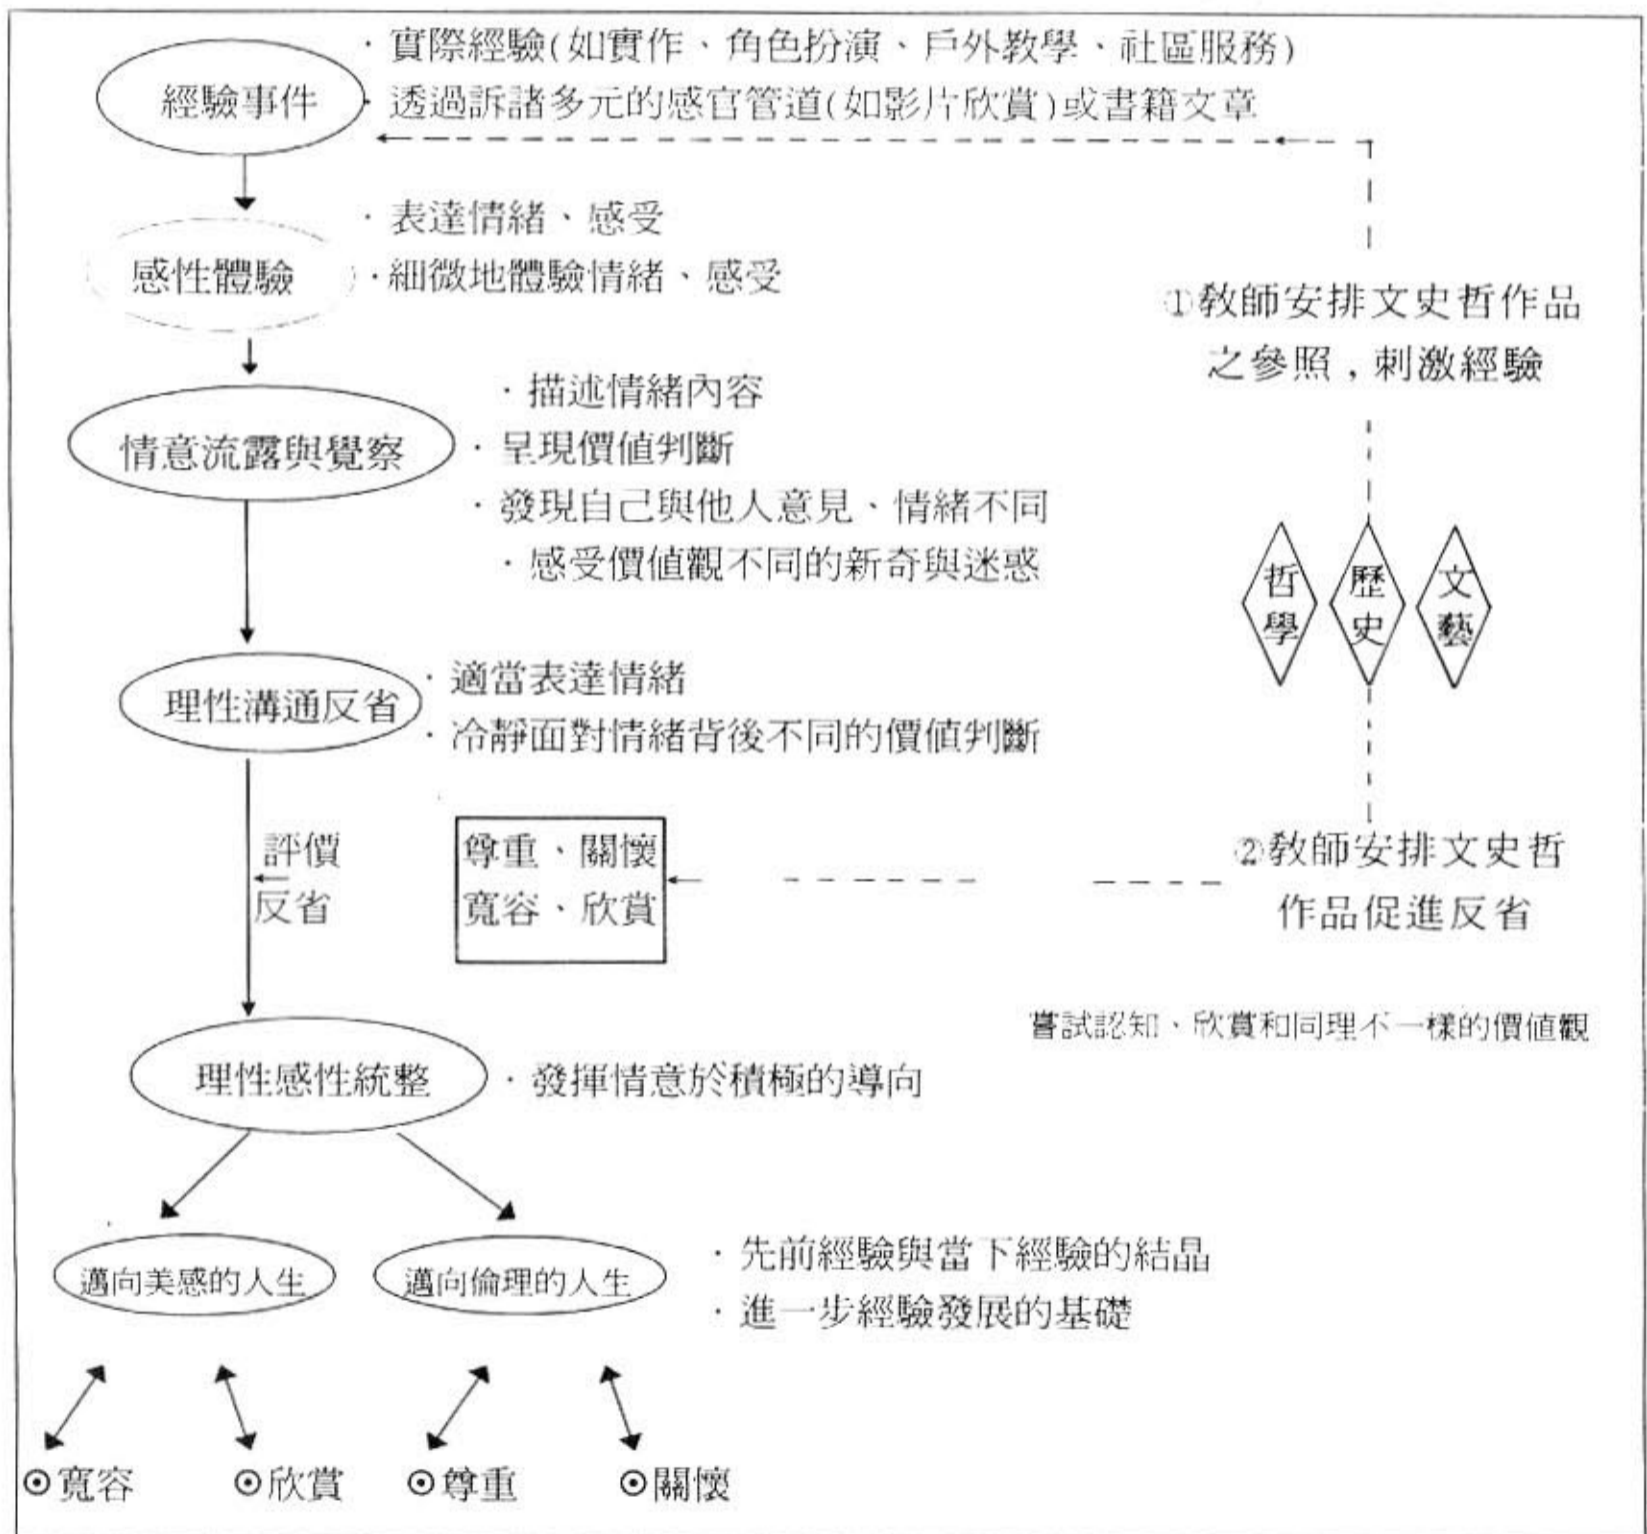 · 實際經驗(如實作、角色扮演、戶外教學、社區服務)
經驗事件
· 透過訴諸多元的感官管道(如影片欣賞)或書籍文章
· 表達情緒、感受
感性體驗
· 細微地體驗情緒、感受
①教師安排文史哲作品
之參照，刺激經驗
· 描述情緒內容
情意流露與覺察
· 呈現價值判斷
· 發現自己與他人意見、情緒不同
· 感受價值觀不同的新奇與迷惑
哲學
歷史
文藝
· 適當表達情緒
理性溝通反省
· 冷靜面對情緒背後不同的價值判斷
評價
反省
尊重、關懷
寬容、欣賞
②教師安排文史哲
作品促進反省
嘗試認知、欣賞和同理不一樣的價值觀
理性感性統整
· 發揮情意於積極的導向
邁向美感的人生
邁向倫理的人生
· 先前經驗與當下經驗的結晶
· 進一步經驗發展的基礎
⊙寬容
⊙欣賞
⊙尊重
⊙關懷